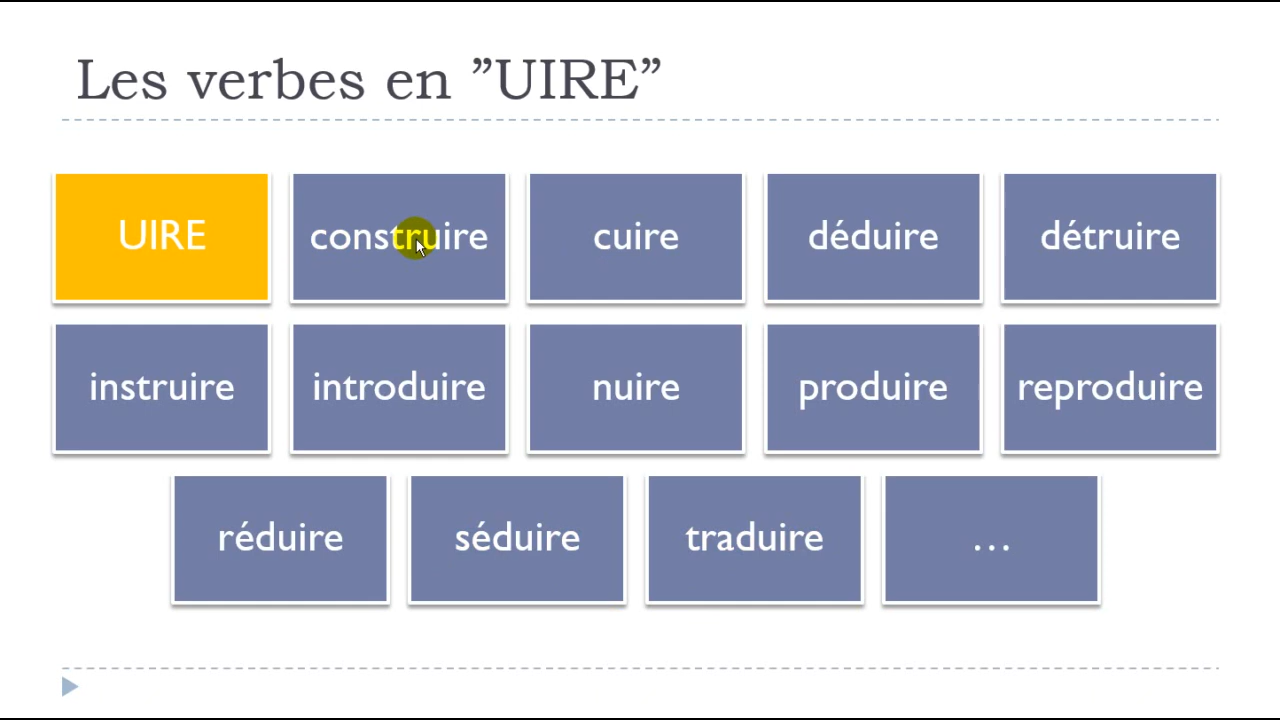 Les verbes en ”UIRE”
UIRE construire cuire déduire détruire
instruire introduire nuire produire reproduire
réduire séduire traduire …